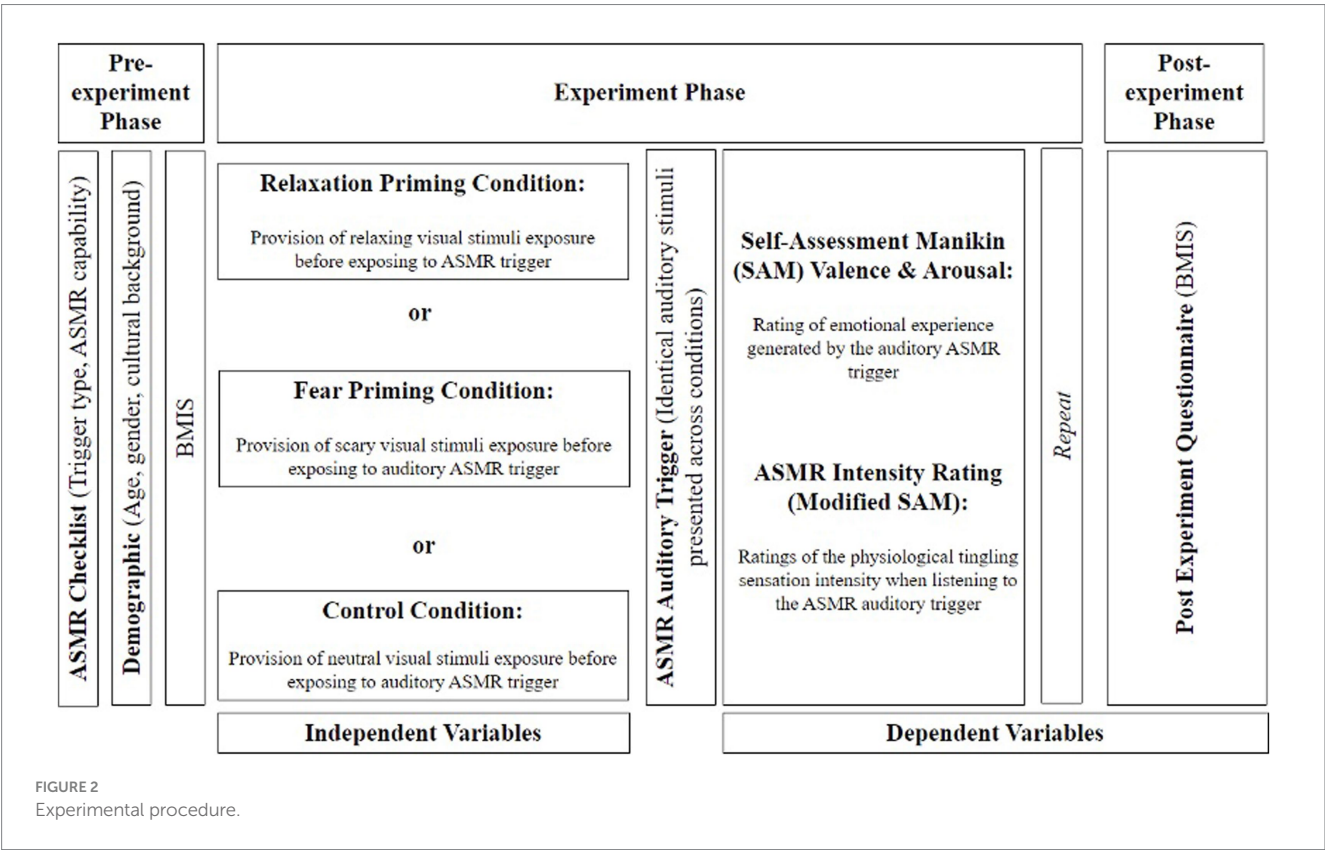 Pre-
experiment
Phase
Experiment Phase
Post-
experiment
Phase
ASMR Checklist (Trigger type, ASMR capability)
Demographic (Age, gender, cultural background)
BMIS
Relaxation Priming Condition:
Provision of relaxing visual stimuli exposure
before exposing to ASMR trigger
or
Fear Priming Condition:
Provision of scary visual stimuli exposure before
exposing to auditory ASMR trigger
or
Control Condition:
Provision of neutral visual stimuli exposure before
exposing to auditory ASMR trigger
ASMR Auditory Trigger (Identical auditory stimuli
presented across conditions)
Self-Assessment Manikin
(SAM) Valence & Arousal:
Rating of emotional experience
generated by the auditory ASMR
trigger
ASMR Intensity Rating
(Modified SAM):
Ratings of the physiological tingling
sensation intensity when listening to
the ASMR auditory trigger
Repeat
Post Experiment Questionnaire (BMIS)
Independent Variables
Dependent Variables
FIGURE 2
Experimental procedure.